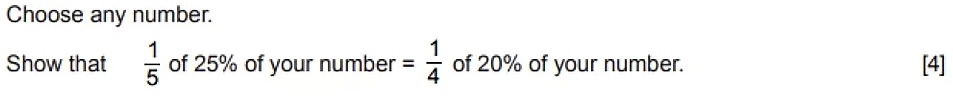 Choose any number.
Show that 1/5 of 25% of your number = 1/4 of 20% of your number. [4]